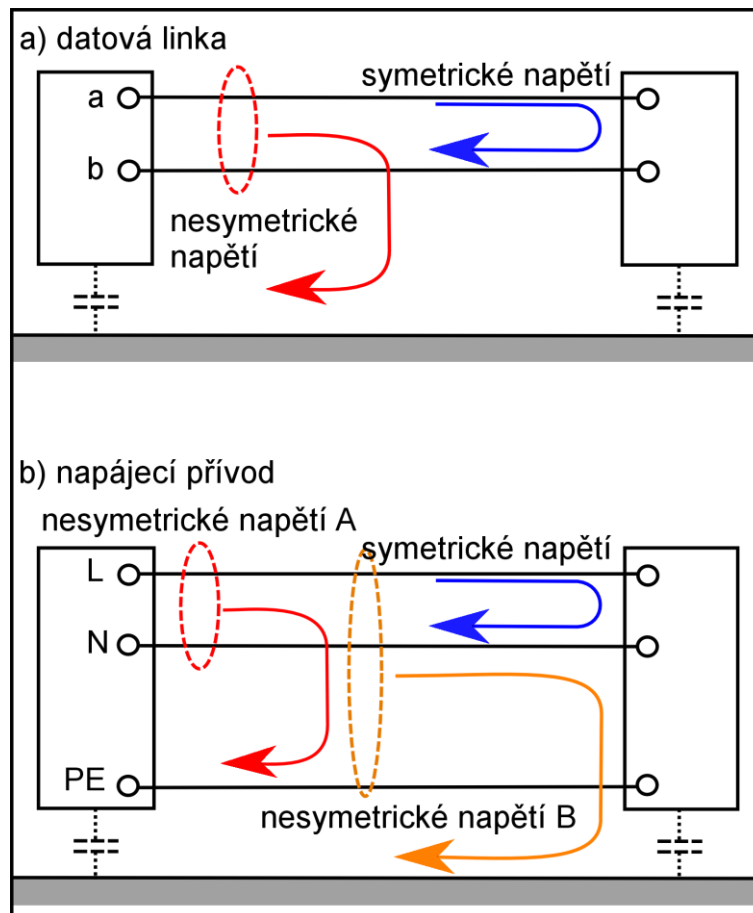 a) datová linka
symetrické napětí
a
b
nesymetrické
napětí
b) napájecí přívod
nesymetrické napětí A
symetrické napětí
L
N
PE
nesymetrické napětí B